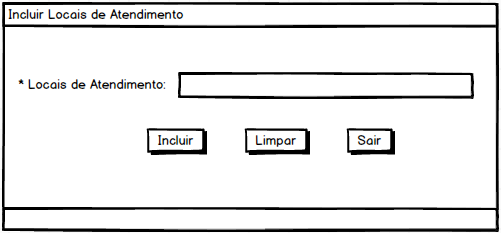 Incluir Locais de Atendimento
* Locais de Atendimento:
Incluir Limpar Sair